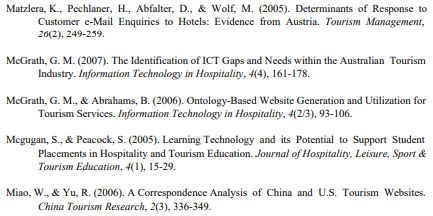 Matzlera, K., Pechlaner, H., Abfalter, D., & Wolf, M. (2005). Determinants of Response to
Customer e-Mail Enquiries to Hotels: Evidence from Austria. Tourism Management,
26(2), 249-259.
McGrath, G. M. (2007). The Identification of ICT Gaps and Needs within the Australian Tourism
Industry. Information Technology in Hospitality, 4(4), 161-178.
McGrath, G. M., & Abrahams, B. (2006). Ontology-Based Website Generation and Utilization for
Tourism Services. Information Technology in Hospitality, 4(2/3), 93-106.
Mcgugan, S., & Peacock, S. (2005). Learning Technology and its Potential to Support Student
Placements in Hospitality and Tourism Education. Journal of Hospitality, Leisure, Sport &
Tourism Education, 4(1), 15-29.
Miao, W., & Yu, R. (2006). A Correspondence Analysis of China and U.S. Tourism Websites.
China Tourism Research, 2(3), 336-349.